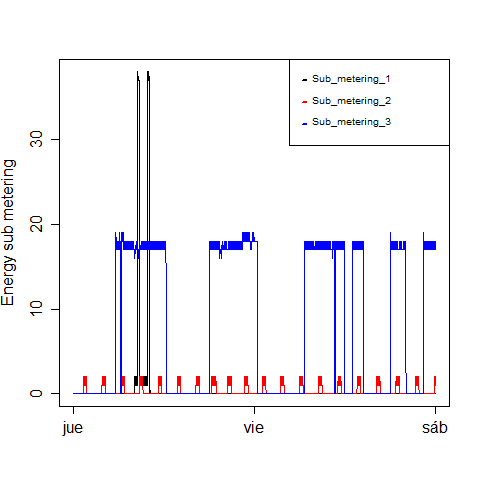 Sub_metering_1
Sub_metering_2
Sub_metering_3
Energy sub metering
30
20
10
0
jue
vie
sáb